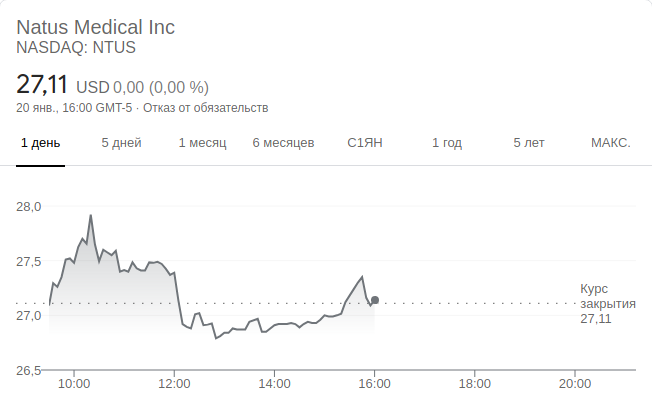 Natus Medical Inc
NASDAQ: NTUS
27,11 USD 0,00 (0,00 %)
20 янв., 16:00 GMT-5 · Отказ от обязательств
1 день 5 дней 1 месяц 6 месяцев С1ЯН 1 год 5 лет МАКС.
28,0
27,5
27,0
26,5
Курс
закрытия
27,11
10:00 12:00 14:00 16:00 18:00 20:00